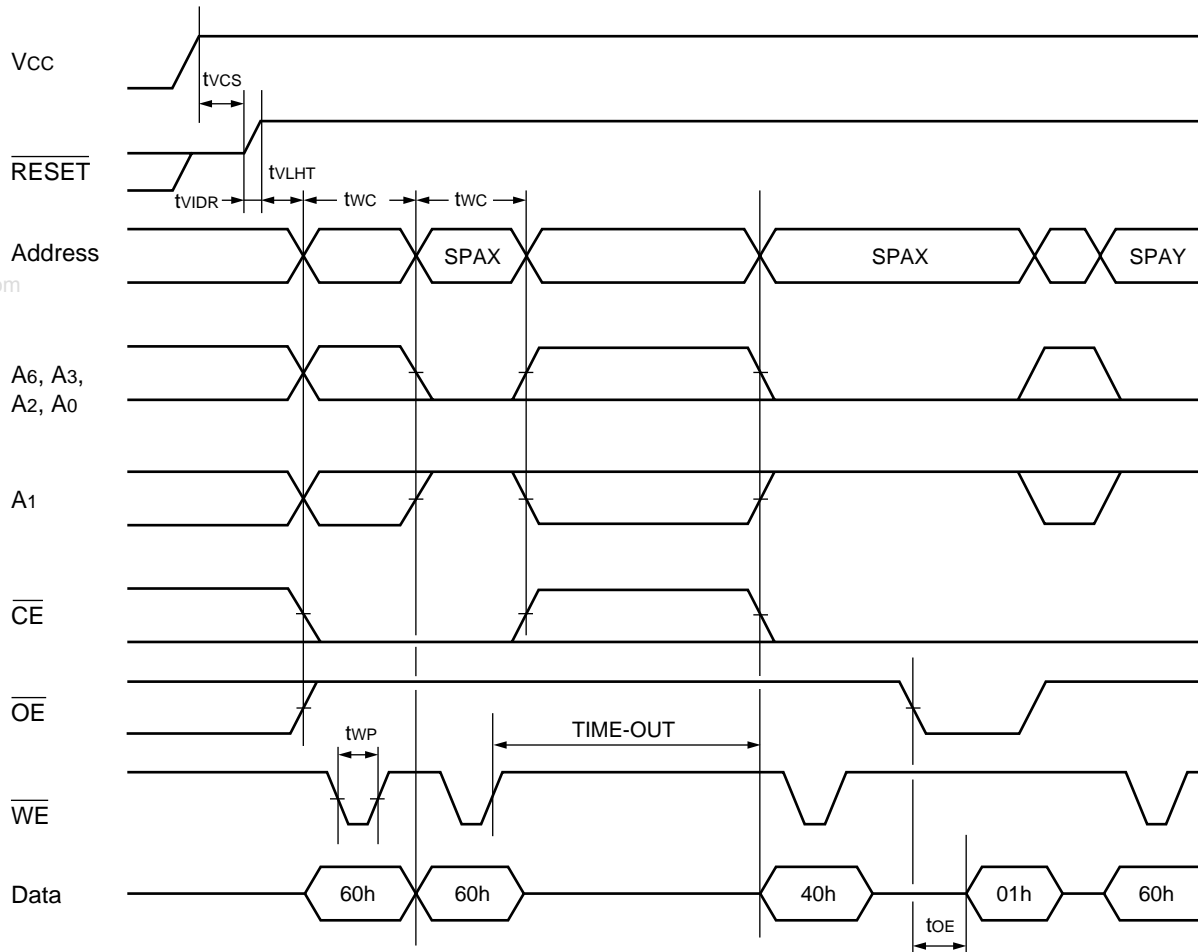 VCC
tVCS
RESET
tVLHT
tVIDR
tWC
tWC
Address
SPAX
SPAX
SPAY
om
A6, A3,
A2, A0
A1
CE
OE
tWP
TIME-OUT
WE
Data
60h
60h
40h
01h
60h
tOE